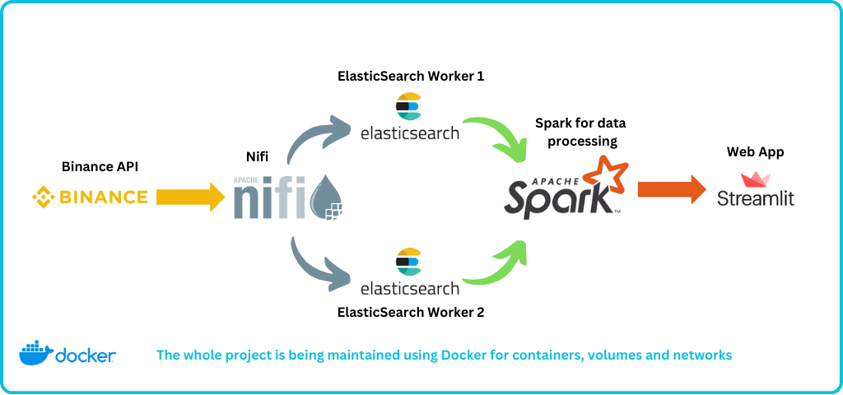 ElasticSearch Worker 1
elasticsearch
Spark for data
processing
Binance API
BINANCE
Nifi
APACHE
nifi
APACHE
Spark™
Web App
Streamlit
elasticsearch
ElasticSearch Worker 2
docker
The whole project is being maintained using Docker for containers, volumes and networks